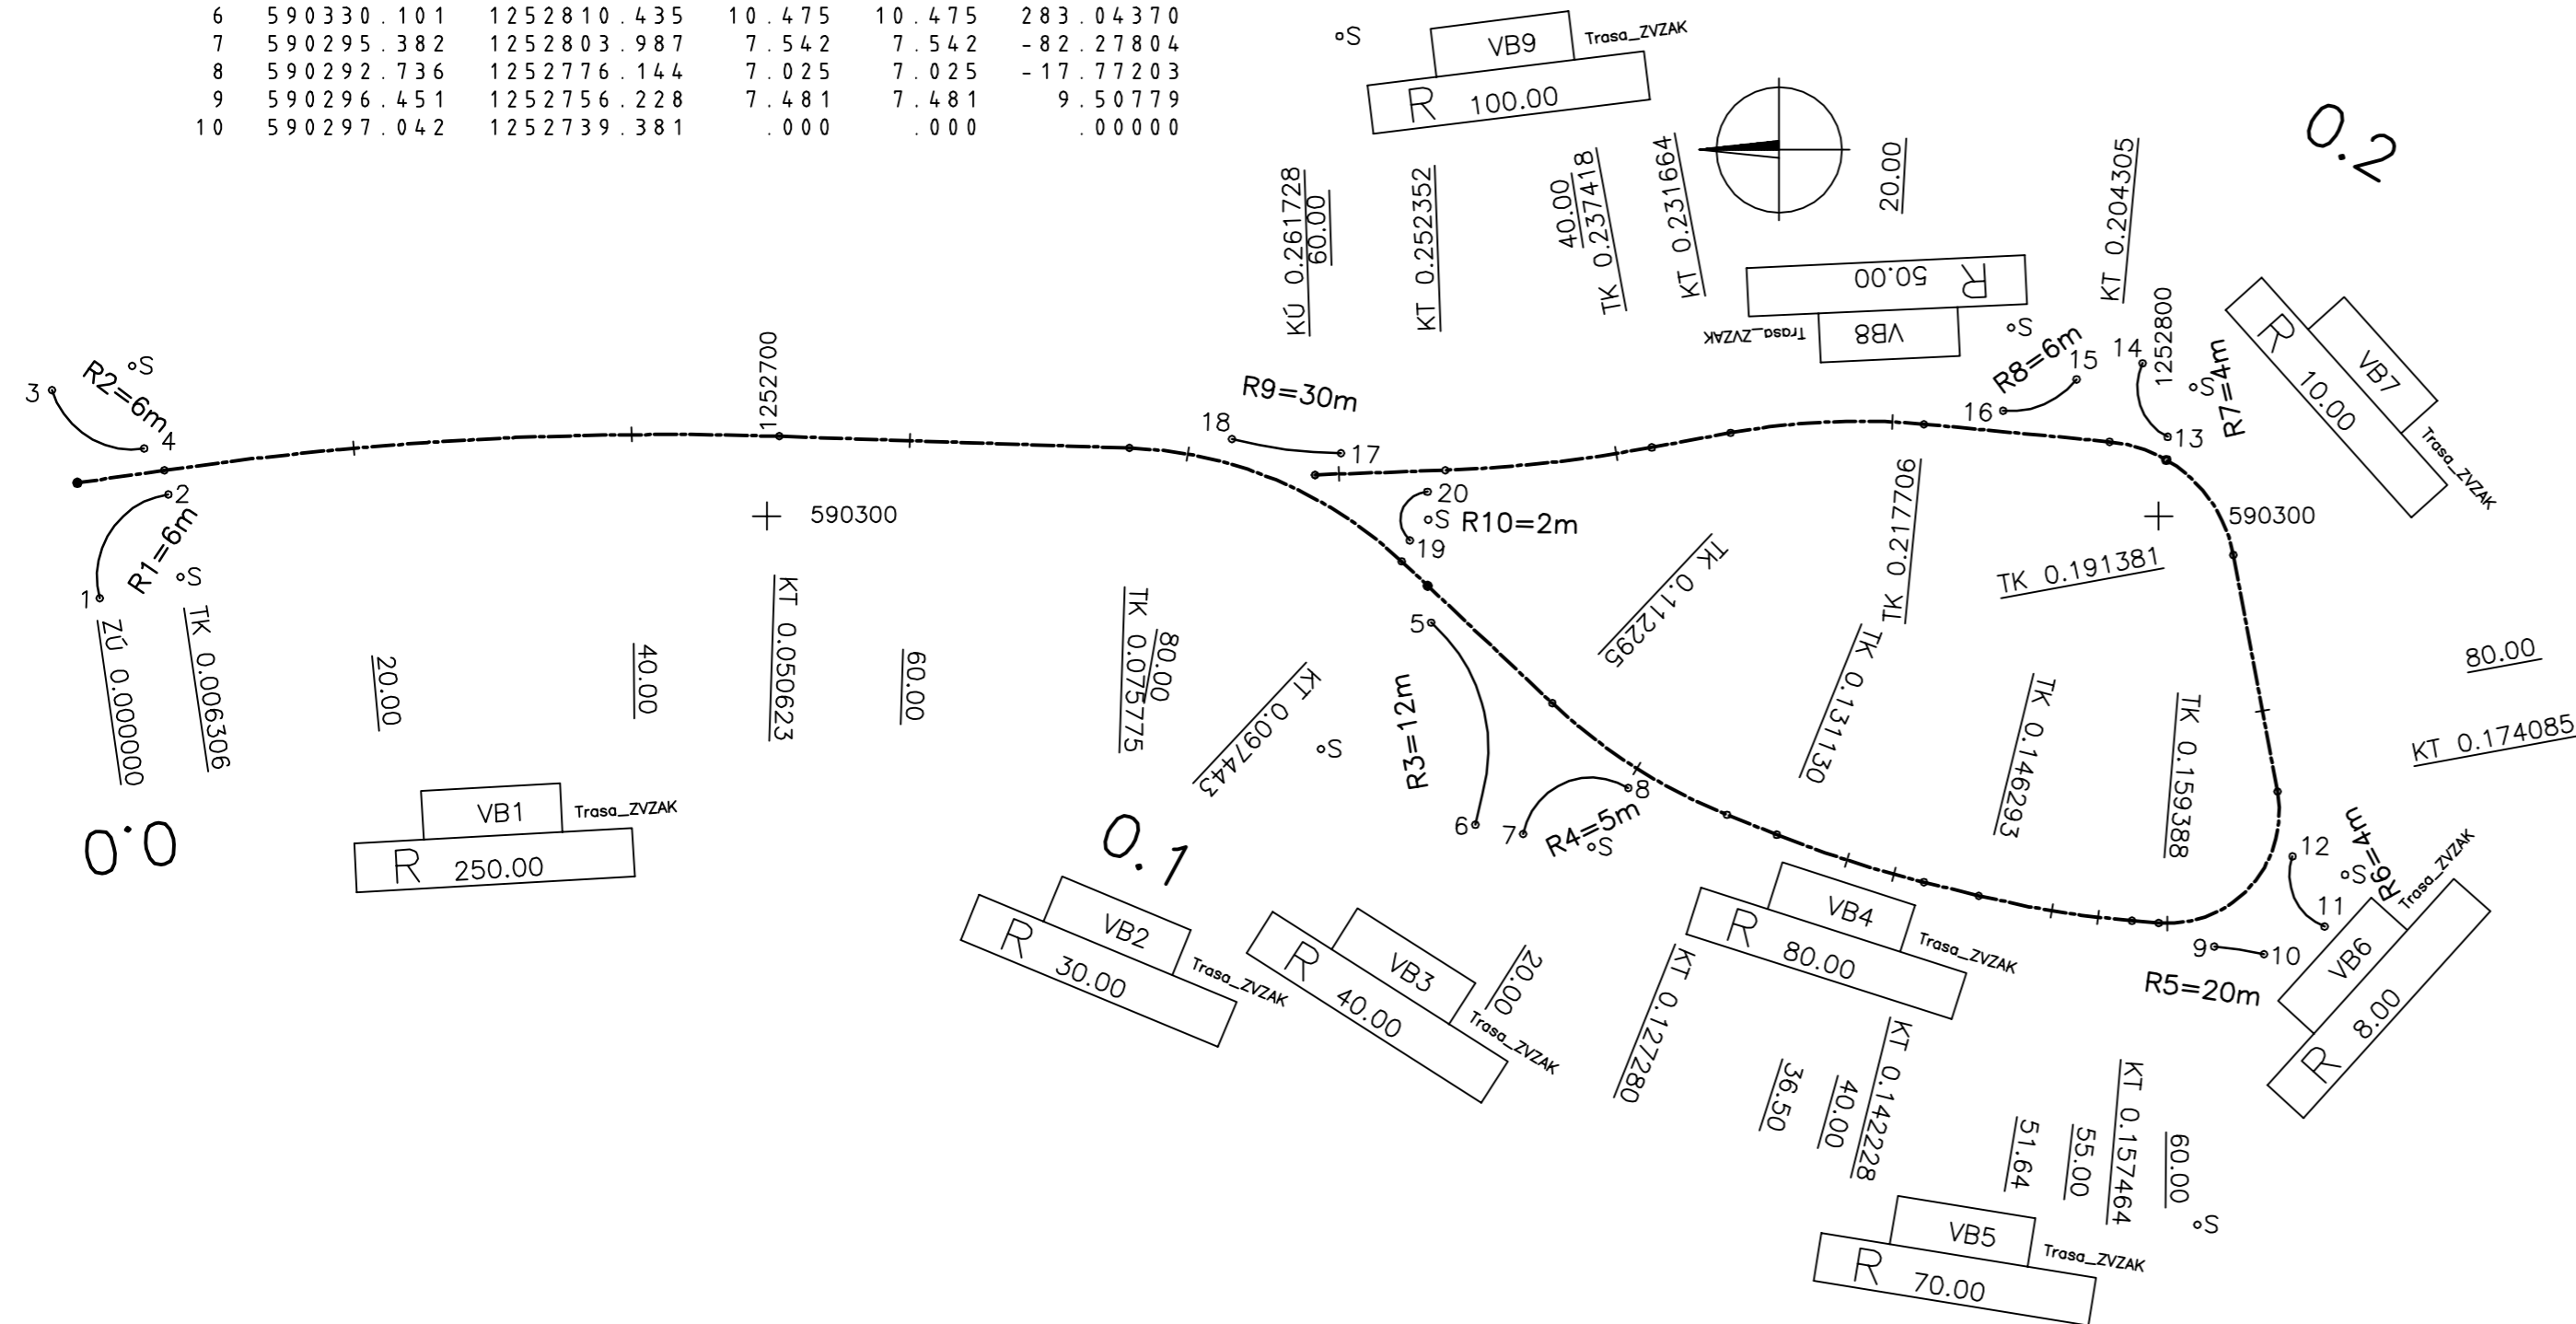 6 590330.101 1252810.435 10.475 10.475 283.04370
7 590295.382 1252803.987 7.542 7.542 -82.27804
8 590292.736 1252776.144 7.025 7.025 -17.77203
9 590296.451 1252756.228 7.481 7.481 9.50779
10 590297.042 1252739.381 .000 .000 .00000
S
VB9
Trasa_ZVZAK
R 100.00
0.2
KÚ 0.261728
60.00
KT 0.252352
40.00
TK 0.237418
KT 0.231664
20.00
KT 0.204305
R 50.00
VB8
Trasa_ZVZAK
S
R8=6m
15
14
1252800
S
R7=4m
16
13
R 10.00
VB7
Trasa_ZVZAK
3
R2=6m
S
4
1252700
R9=30m
18
17
2
R1=6m
S
1
590300
20
S
R10=2m
19
590300
ZÚ 0.000000
TK 0.006306
20.00
40.00
KT 0.050623
60.00
TK 0.075775
80.00
KT 0.097443
TK 0.112295
TK 0.217706
TK 0.191381
TK 0.131130
TK 0.146293
TK 0.159388
80.00
KT 0.174085
5
R3=12m
S
6
7
8
R4=5m
S
0.0
VB1
Trasa_ZVZAK
R 250.00
0.1
VB2
Trasa_ZVZAK
R 30.00
VB3
Trasa_ZVZAK
R 40.00
20.00
VB4
Trasa_ZVZAK
R 80.00
12
S
R6=4m
11
9
10
R5=20m
VB6
Trasa_ZVZAK
R 8.00
KT 0.127280
36.50
40.00
KT 0.142228
51.64
55.00
KT 0.157464
60.00
S
VB5
Trasa_ZVZAK
R 70.00